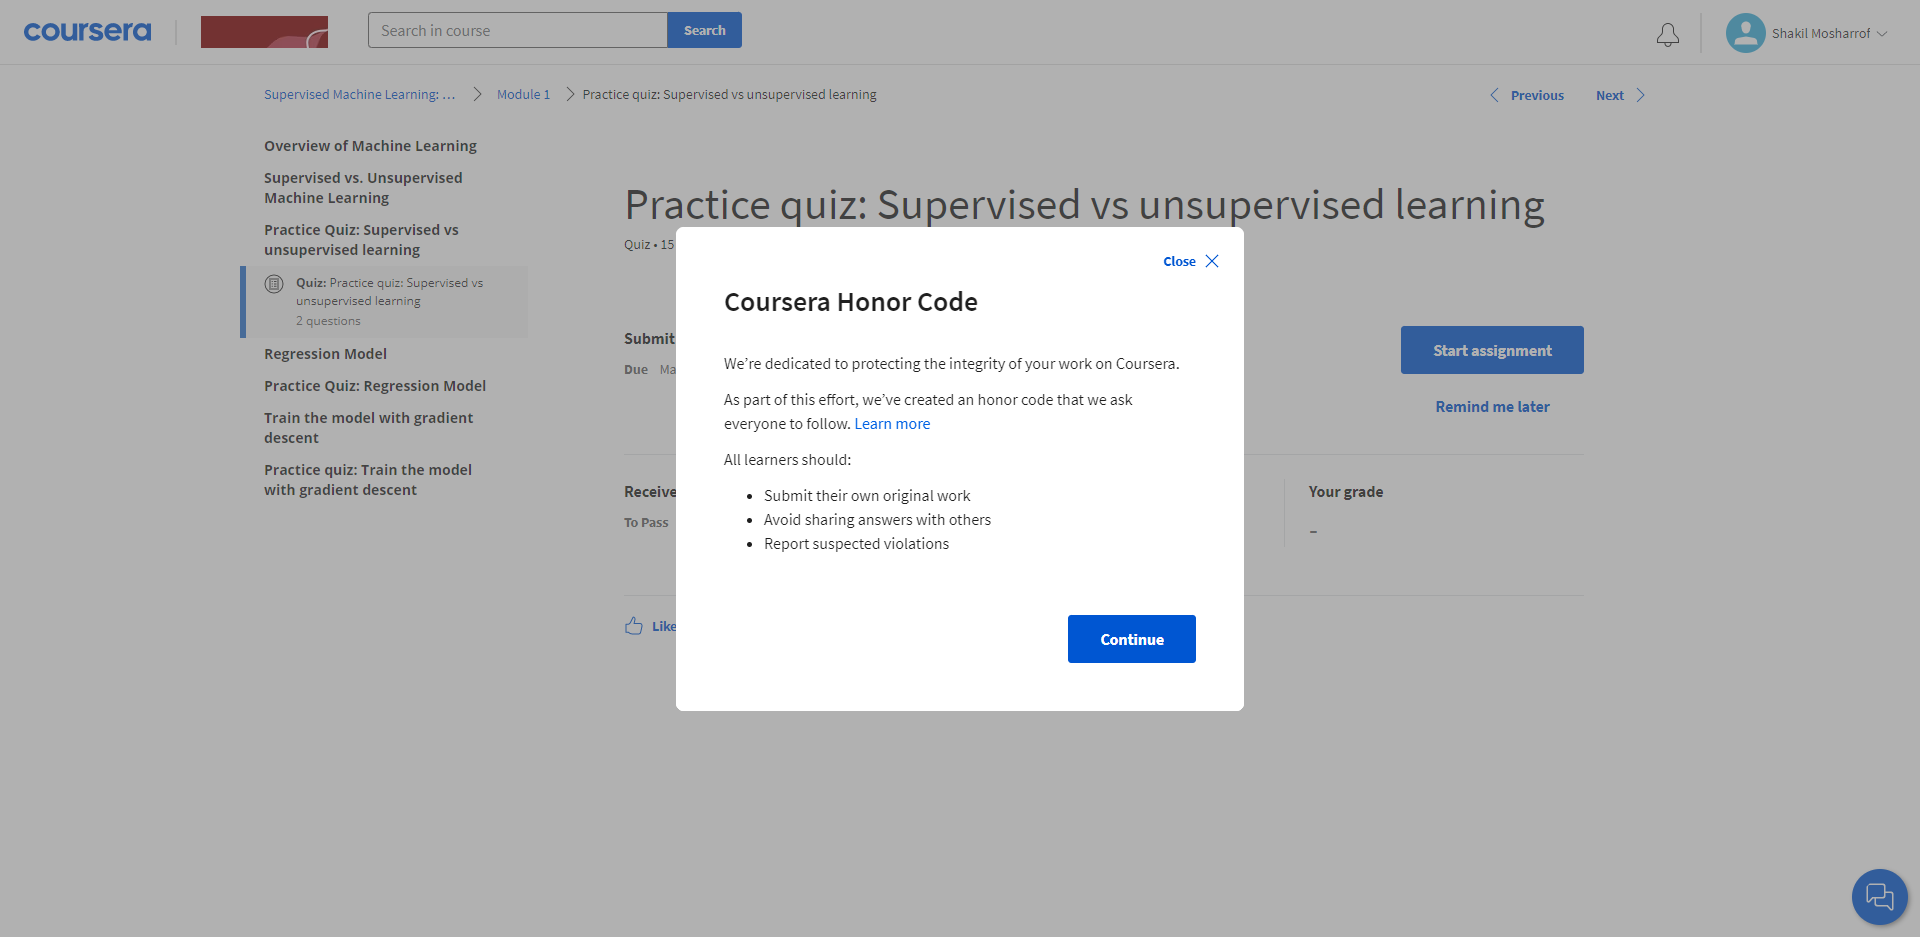 coursera
Search in course
Search
Shakil Mosharrof
Supervised Machine Learning: ...
Module 1
Practice quiz: Supervised vs unsupervised learning
Previous
Next
Overview of Machine Learning
Supervised vs. Unsupervised
Machine Learning
Practice Quiz: Supervised vs
unsupervised learning
Quiz: Practice quiz: Supervised vs
unsupervised learning
2 questions
Regression Model
Practice Quiz: Regression Model
Train the model with gradient
descent
Practice quiz: Train the model
with gradient descent
Practice quiz: Supervised vs unsupervised learning
Quiz • 15
Submit
Due Ma
Start assignment
Remind me later
Receive
To Pass
Your grade
–
Like
Close
Coursera Honor Code
We’re dedicated to protecting the integrity of your work on Coursera.
As part of this effort, we’ve created an honor code that we ask
everyone to follow. Learn more
All learners should:
• Submit their own original work
• Avoid sharing answers with others
• Report suspected violations
Continue